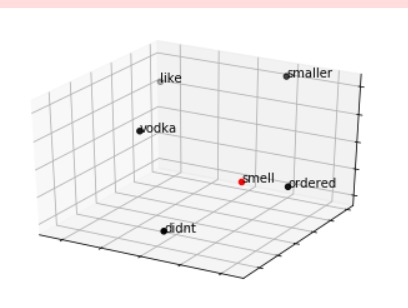 smaller
like
vodka
smell
ordered
didnt